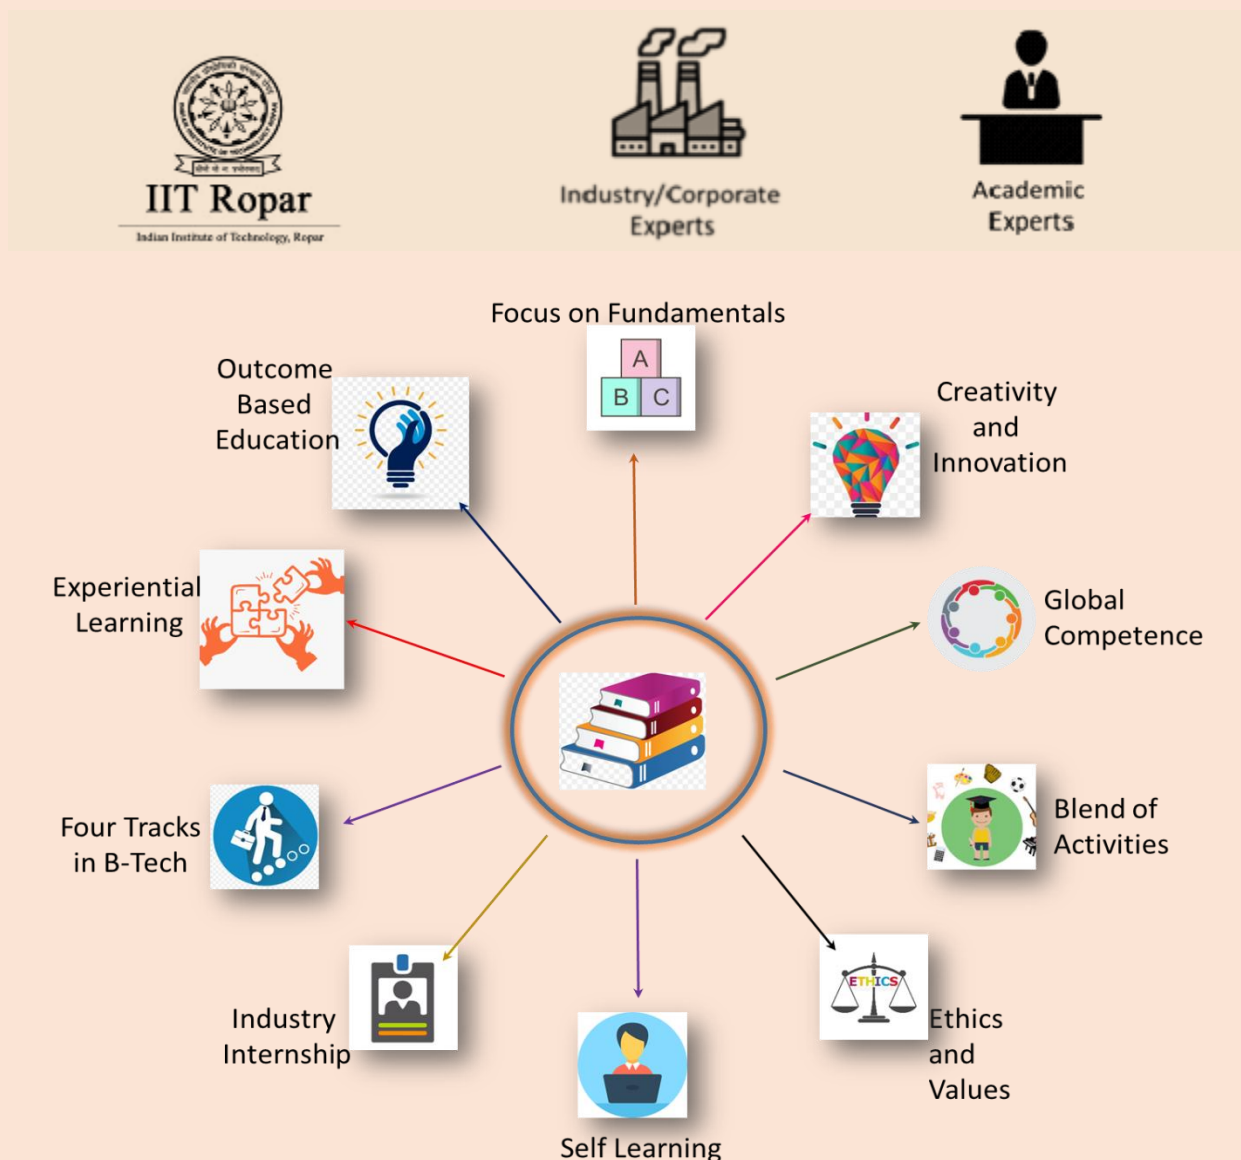 IIT Ropar
Indian Institute of Technology, Ropar
Industry/Corporate
Experts
Academic
Experts
Focus on Fundamentals
A
B C
Outcome
Based
Education
Creativity
and
Innovation
Experiential
Learning
Global
Competence
Four Tracks
in B-Tech
Blend of
Activities
Industry
Internship
ETHICS
Ethics
and
Values
Self Learning